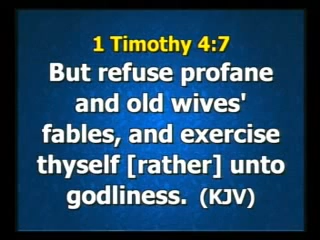 1 Timothy 4:7
But refuse profane
and old wives'
fables, and exercise
thyself [rather] unto
godliness. (KJV)